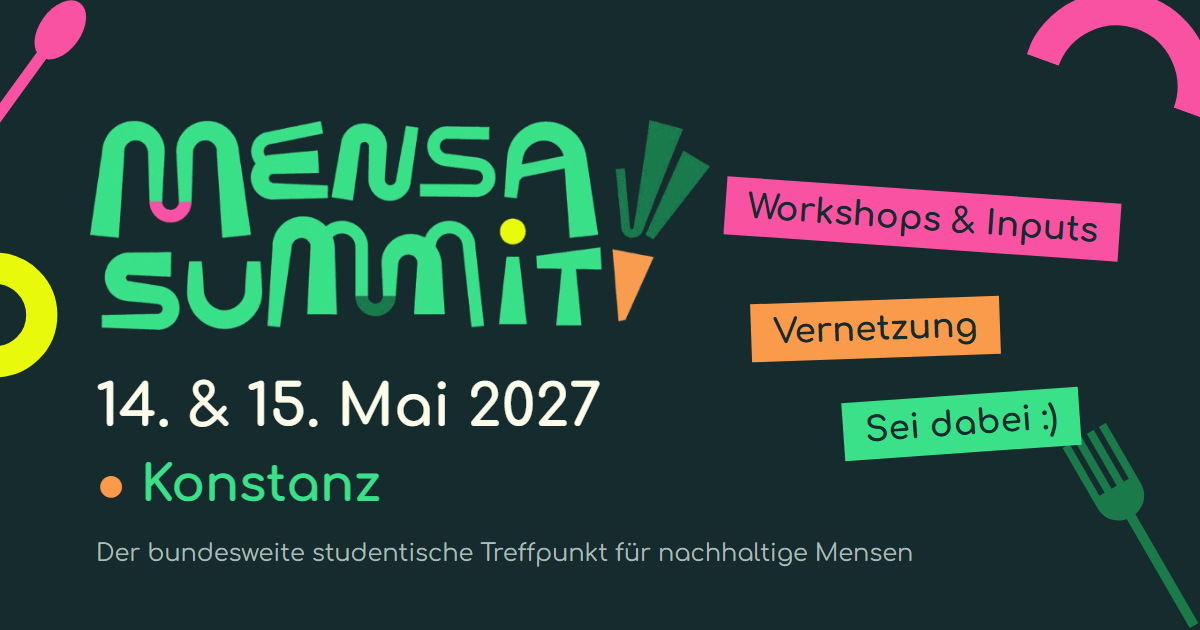 MENSA
SUMMIT
Workshops & Inputs
Vernetzung
Sei dabei :)
14. & 15. Mai 2027
Konstanz
Der bundesweite studentische Treffpunkt für nachhaltige Mensen